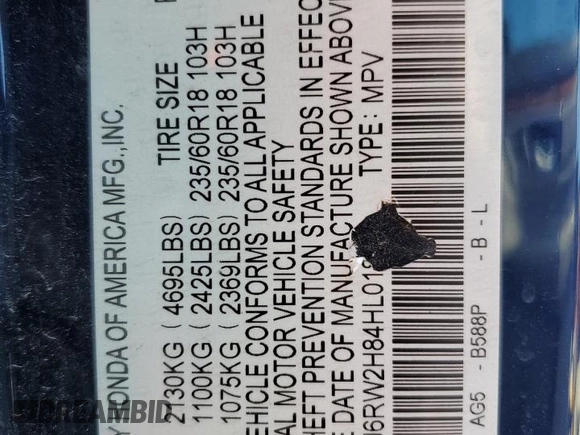 Y HONDA OF AMERICA MFG.,INC.
2130KG ( 4695LBS) TIRE SIZE
1100KG ( 2425LBS) 235/60R18 103H
1075KG ( 2369LBS) 235/60R18 103H
EHICLE CONFORMS TO ALL APPLICABLE
AL MOTOR VEHICLE SAFETY
HEFT PREVENTION STANDARDS IN EFFEC
E DATE OF MANUFACTURE SHOWN ABOV
6RW2H84HL01 TYPE: MPV
AG5 - B588P - B - L